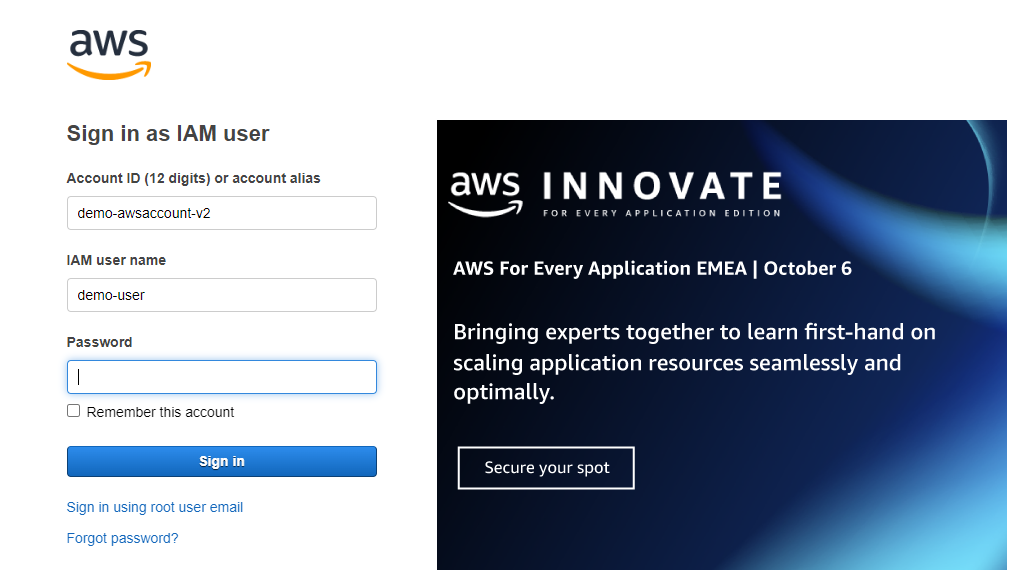 aws
Sign in as IAM user
Account ID (12 digits) or account alias
demo-awsaccount-v2
IAM user name
demo-user
Password
Remember this account
Sign in
Sign in using root user email
Forgot password?
aws INNOVATE
FOR EVERY APPLICATION EDITION
AWS For Every Application EMEA | October 6
Bringing experts together to learn first-hand on
scaling application resources seamlessly and
optimally.
Secure your spot